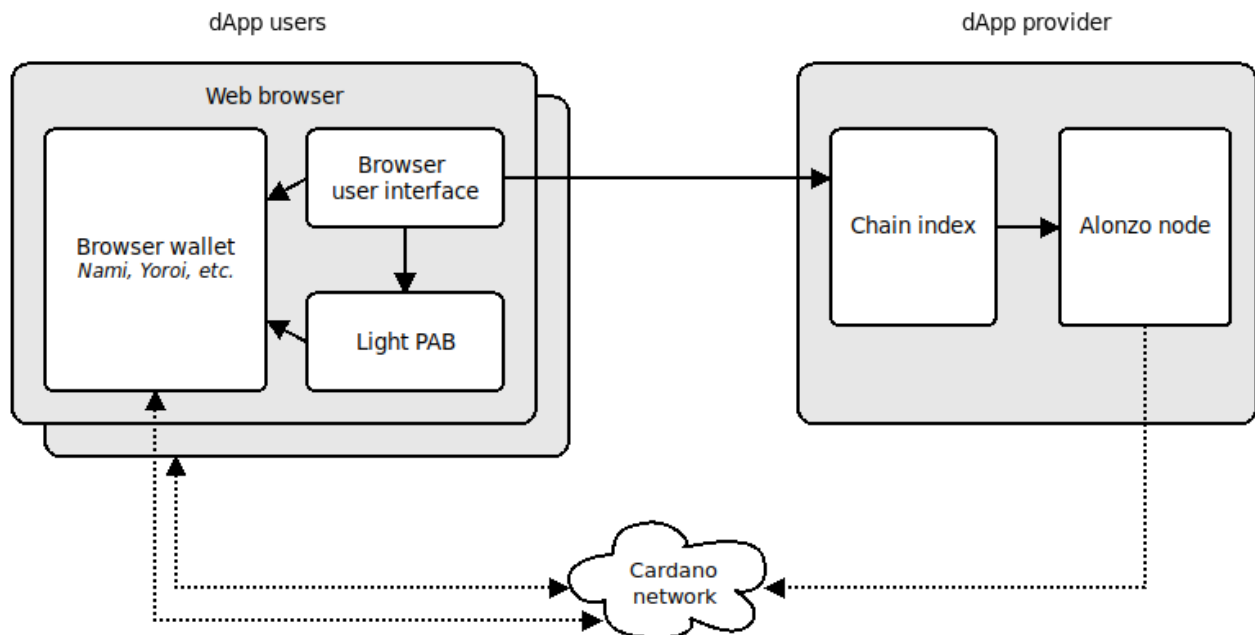 dApp users
dApp provider
Web browser
Browser
user interface
Browser wallet
Nami, Yoroi, etc.
Light PAB
Chain index
Alonzo node
Cardano
network